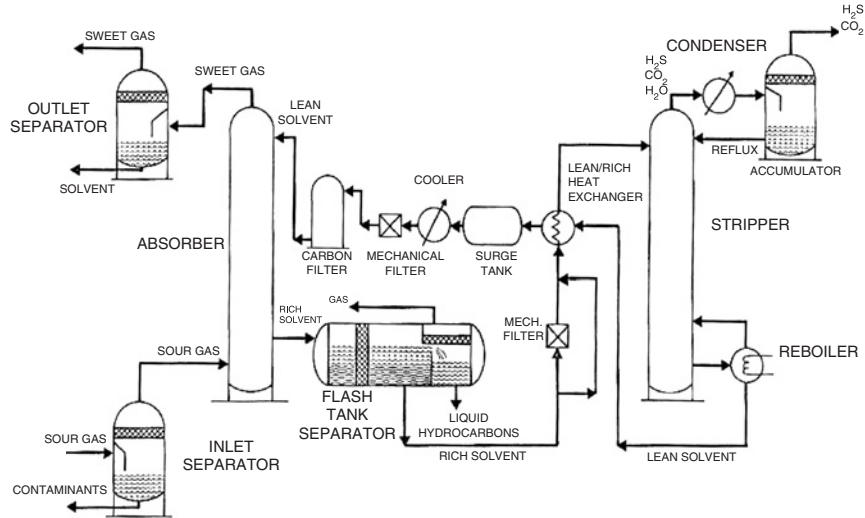 H2S
CO2
SWEET GAS
CONDENSER
SWEET GAS
H2S
CO2
H2O
OUTLET
SEPARATOR
LEAN
SOLVENT
REFLUX
ACCUMULATOR
SOLVENT
LEAN/RICH
HEAT
EXCHANGER
COOLER
STRIPPER
ABSORBER
CARBON
FILTER
MECHANICAL
FILTER
SURGE
TANK
RICH
SOLVENT
GAS
MECH.
FILTER
REBOILER
SOUR GAS
FLASH
TANK
SEPARATOR
LIQUID
HYDROCARBONS
SOUR GAS
INLET
SEPARATOR
RICH SOLVENT
LEAN SOLVENT
CONTAMINANTS